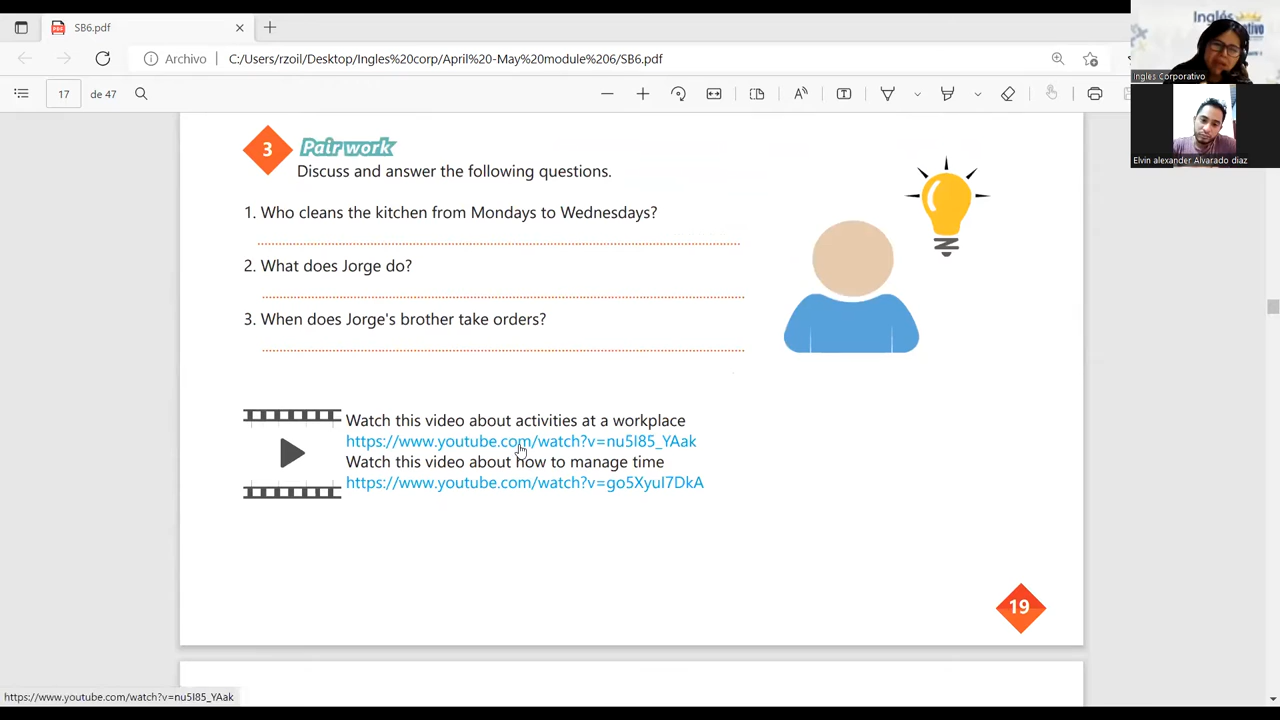 SB6.pdf
Archivo
C:/Users/rzoil/Desktop/Ingles%20corp/April%20-May%20module%206/SB6.pdf
17 de 47
Inglés
Ingles Corporativo
Elvin alexander Alvarado diaz
3 Pair work
Discuss and answer the following questions.
1. Who cleans the kitchen from Mondays to Wednesdays?
2. What does Jorge do?
3. When does Jorge's brother take orders?
Watch this video about activities at a workplace
https://www.youtube.com/watch?v=nu5I85_YAak
Watch this video about how to manage time
https://www.youtube.com/watch?v=go5XyuI7DkA
19
https://www.youtube.com/watch?v=nu5I85_YAak